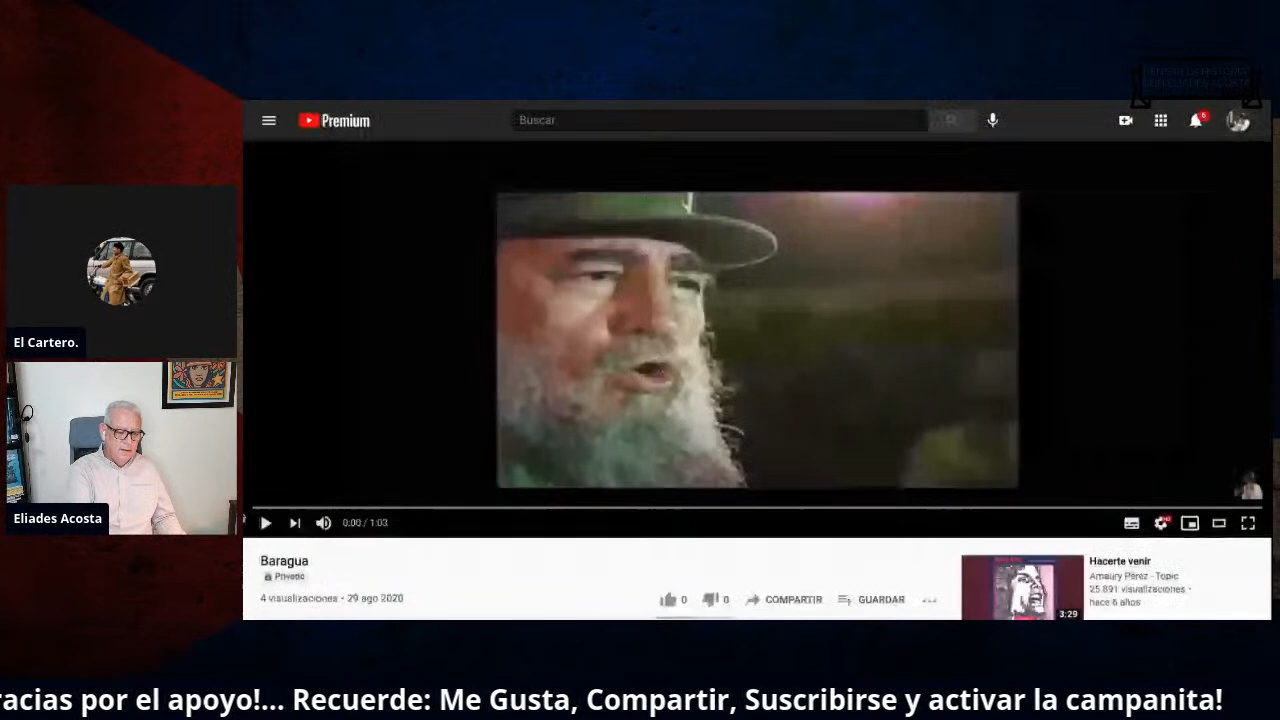 Premium
Buscar
6
El Cartero.
Eliades Acosta
0:00 / 1:03
HD
Baragua
Privado
4 visualizaciones • 29 ago 2020
0
0
COMPARTIR
GUARDAR
...
Hacerte venir
Amaury Pérez - Topic
25.891 visualizaciones •
hace 6 años
3:29
racias por el apoyo!... Recuerde: Me Gusta, Compartir, Suscribirse y activar la campanita!